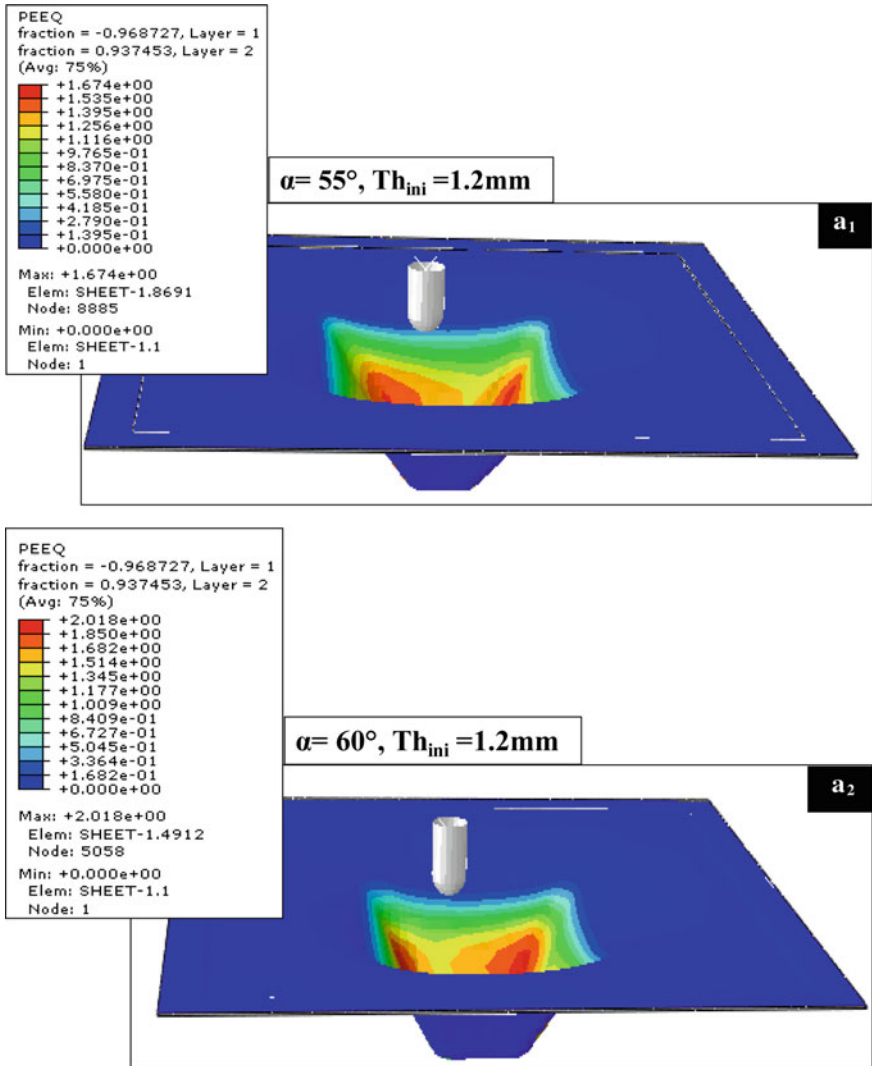 PEEQ
fraction = -0.968727, Layer = 1
fraction = 0.937453, Layer = 2
(Avg: 75%)
+1.674e+00
+1.535e+00
+1.395e+00
+1.256e+00
+1.116e+00
+9.765e-01
+8.370e-01
+6.975e-01
+5.580e-01
+4.185e-01
+2.790e-01
+1.395e-01
+0.000e+00
Max: +1.674e+00
Elem: SHEET-1.8691
Node: 8885
Min: +0.000e+00
Elem: SHEET-1.1
Node: 1
α= 55°, Thini =1.2mm
a1
PEEQ
fraction = -0.968727, Layer = 1
fraction = 0.937453, Layer = 2
(Avg: 75%)
+2.018e+00
+1.850e+00
+1.682e+00
+1.514e+00
+1.345e+00
+1.177e+00
+1.009e+00
+8.409e-01
+6.727e-01
+5.045e-01
+3.364e-01
+1.682e-01
+0.000e+00
Max: +2.018e+00
Elem: SHEET-1.4912
Node: 5058
Min: +0.000e+00
Elem: SHEET-1.1
Node: 1
α= 60°, Thini =1.2mm
a2